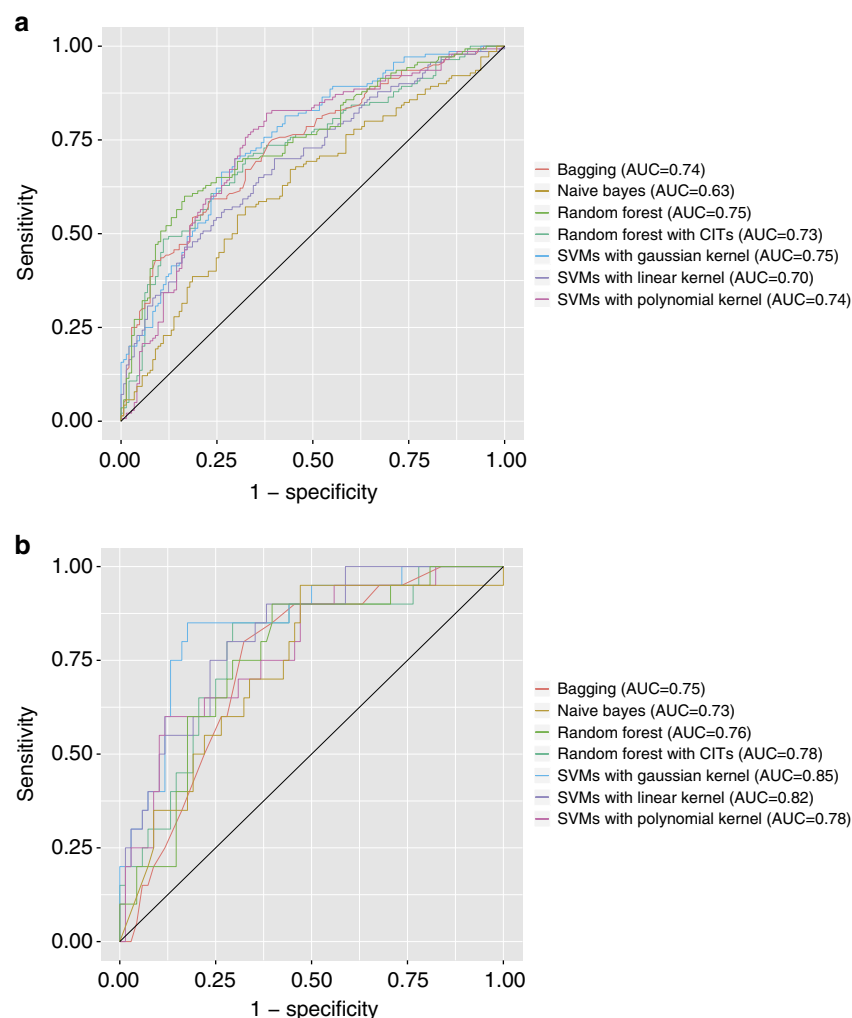 a
1.00
0.75
0.50
0.25
0.00
Sensitivity
0.00 0.25 0.50 0.75 1.00
1 – specificity
Bagging (AUC=0.74)
Naive bayes (AUC=0.63)
Random forest (AUC=0.75)
Random forest with CITs (AUC=0.73)
SVMs with gaussian kernel (AUC=0.75)
SVMs with linear kernel (AUC=0.70)
SVMs with polynomial kernel (AUC=0.74)
b
1.00
0.75
0.50
0.25
0.00
Sensitivity
0.00 0.25 0.50 0.75 1.00
1 – specificity
Bagging (AUC=0.75)
Naive bayes (AUC=0.73)
Random forest (AUC=0.76)
Random forest with CITs (AUC=0.78)
SVMs with gaussian kernel (AUC=0.85)
SVMs with linear kernel (AUC=0.82)
SVMs with polynomial kernel (AUC=0.78)